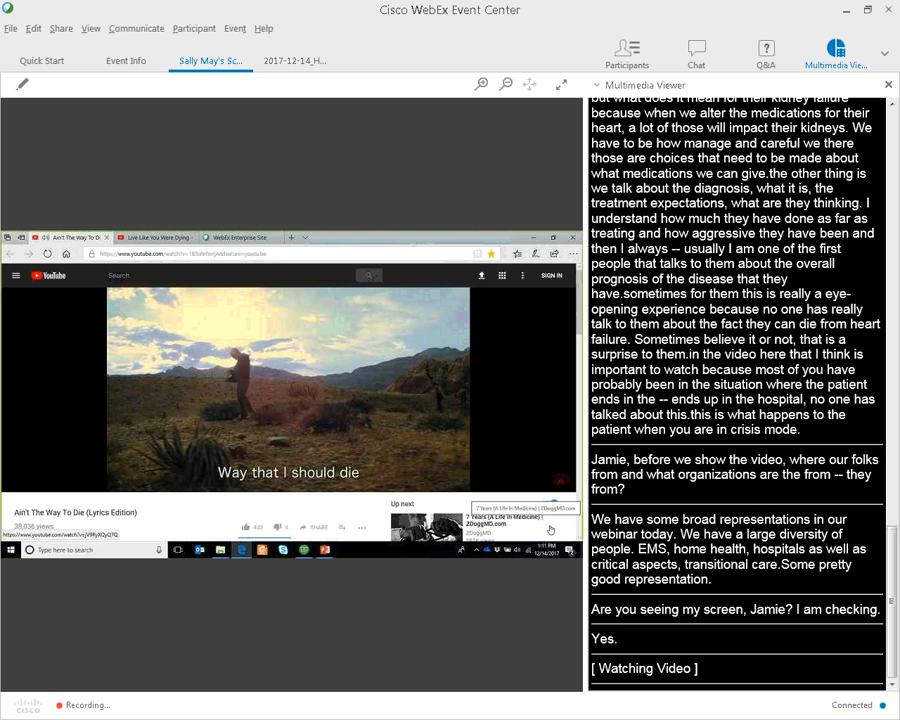 Cisco WebEx Event Center
File Edit Share View Communicate Participant Event Help
Quick Start Event Info Sally May's Sc... 2017-12-14_H...
Participants Chat Q&A Multimedia Vie...
Multimedia Viewer
but what does it mean for their kidney failure
because when we alter the medications for their
heart, a lot of those will impact their kidneys. We
have to be how manage and careful we there
those are choices that need to be made about
what medications we can give.the other thing is
we talk about the diagnosis, what it is, the
treatment expectations, what are they thinking. I
understand how much they have done as far as
treating and how aggressive they have been and
then I always -- usually I am one of the first
people that talks to them about the overall
prognosis of the disease that they
have.sometimes for them this is really a eye-
opening experience because no one has really
talk to them about the fact they can die from heart
failure. Sometimes believe it or not, that is a
surprise to them.in the video here that I think is
important to watch because most of you have
probably been in the situation where the patient
ends in the -- ends up in the hospital, no one has
talked about this.this is what happens to the
patient when you are in crisis mode.
Jamie, before we show the video, where our folks
from and what organizations are the from -- they
from?
We have some broad representations in our
webinar today. We have a large diversity of
people. EMS, home health, hospitals as well as
critical aspects, transitional care.Some pretty
good representation.
Are you seeing my screen, Jamie? I am checking.
Yes.
[ Watching Video ]
Ain't The Way To Di
Live Like You Were Dying -
WebEx Enterprise Site
YouTube
Search
SIGN IN
Way that I should die
Ain't The Way To Die (Lyrics Edition)
38,036 views
SHARE
Up next
7 Years (A Life In Medicine) | ZDoggMD.com
7 Years (A Life In Medicine) |
ZDoggMD.com
ZDoggMD
Type here to search
1:11 PM
12/14/2017
cisco
Recording...
Connected